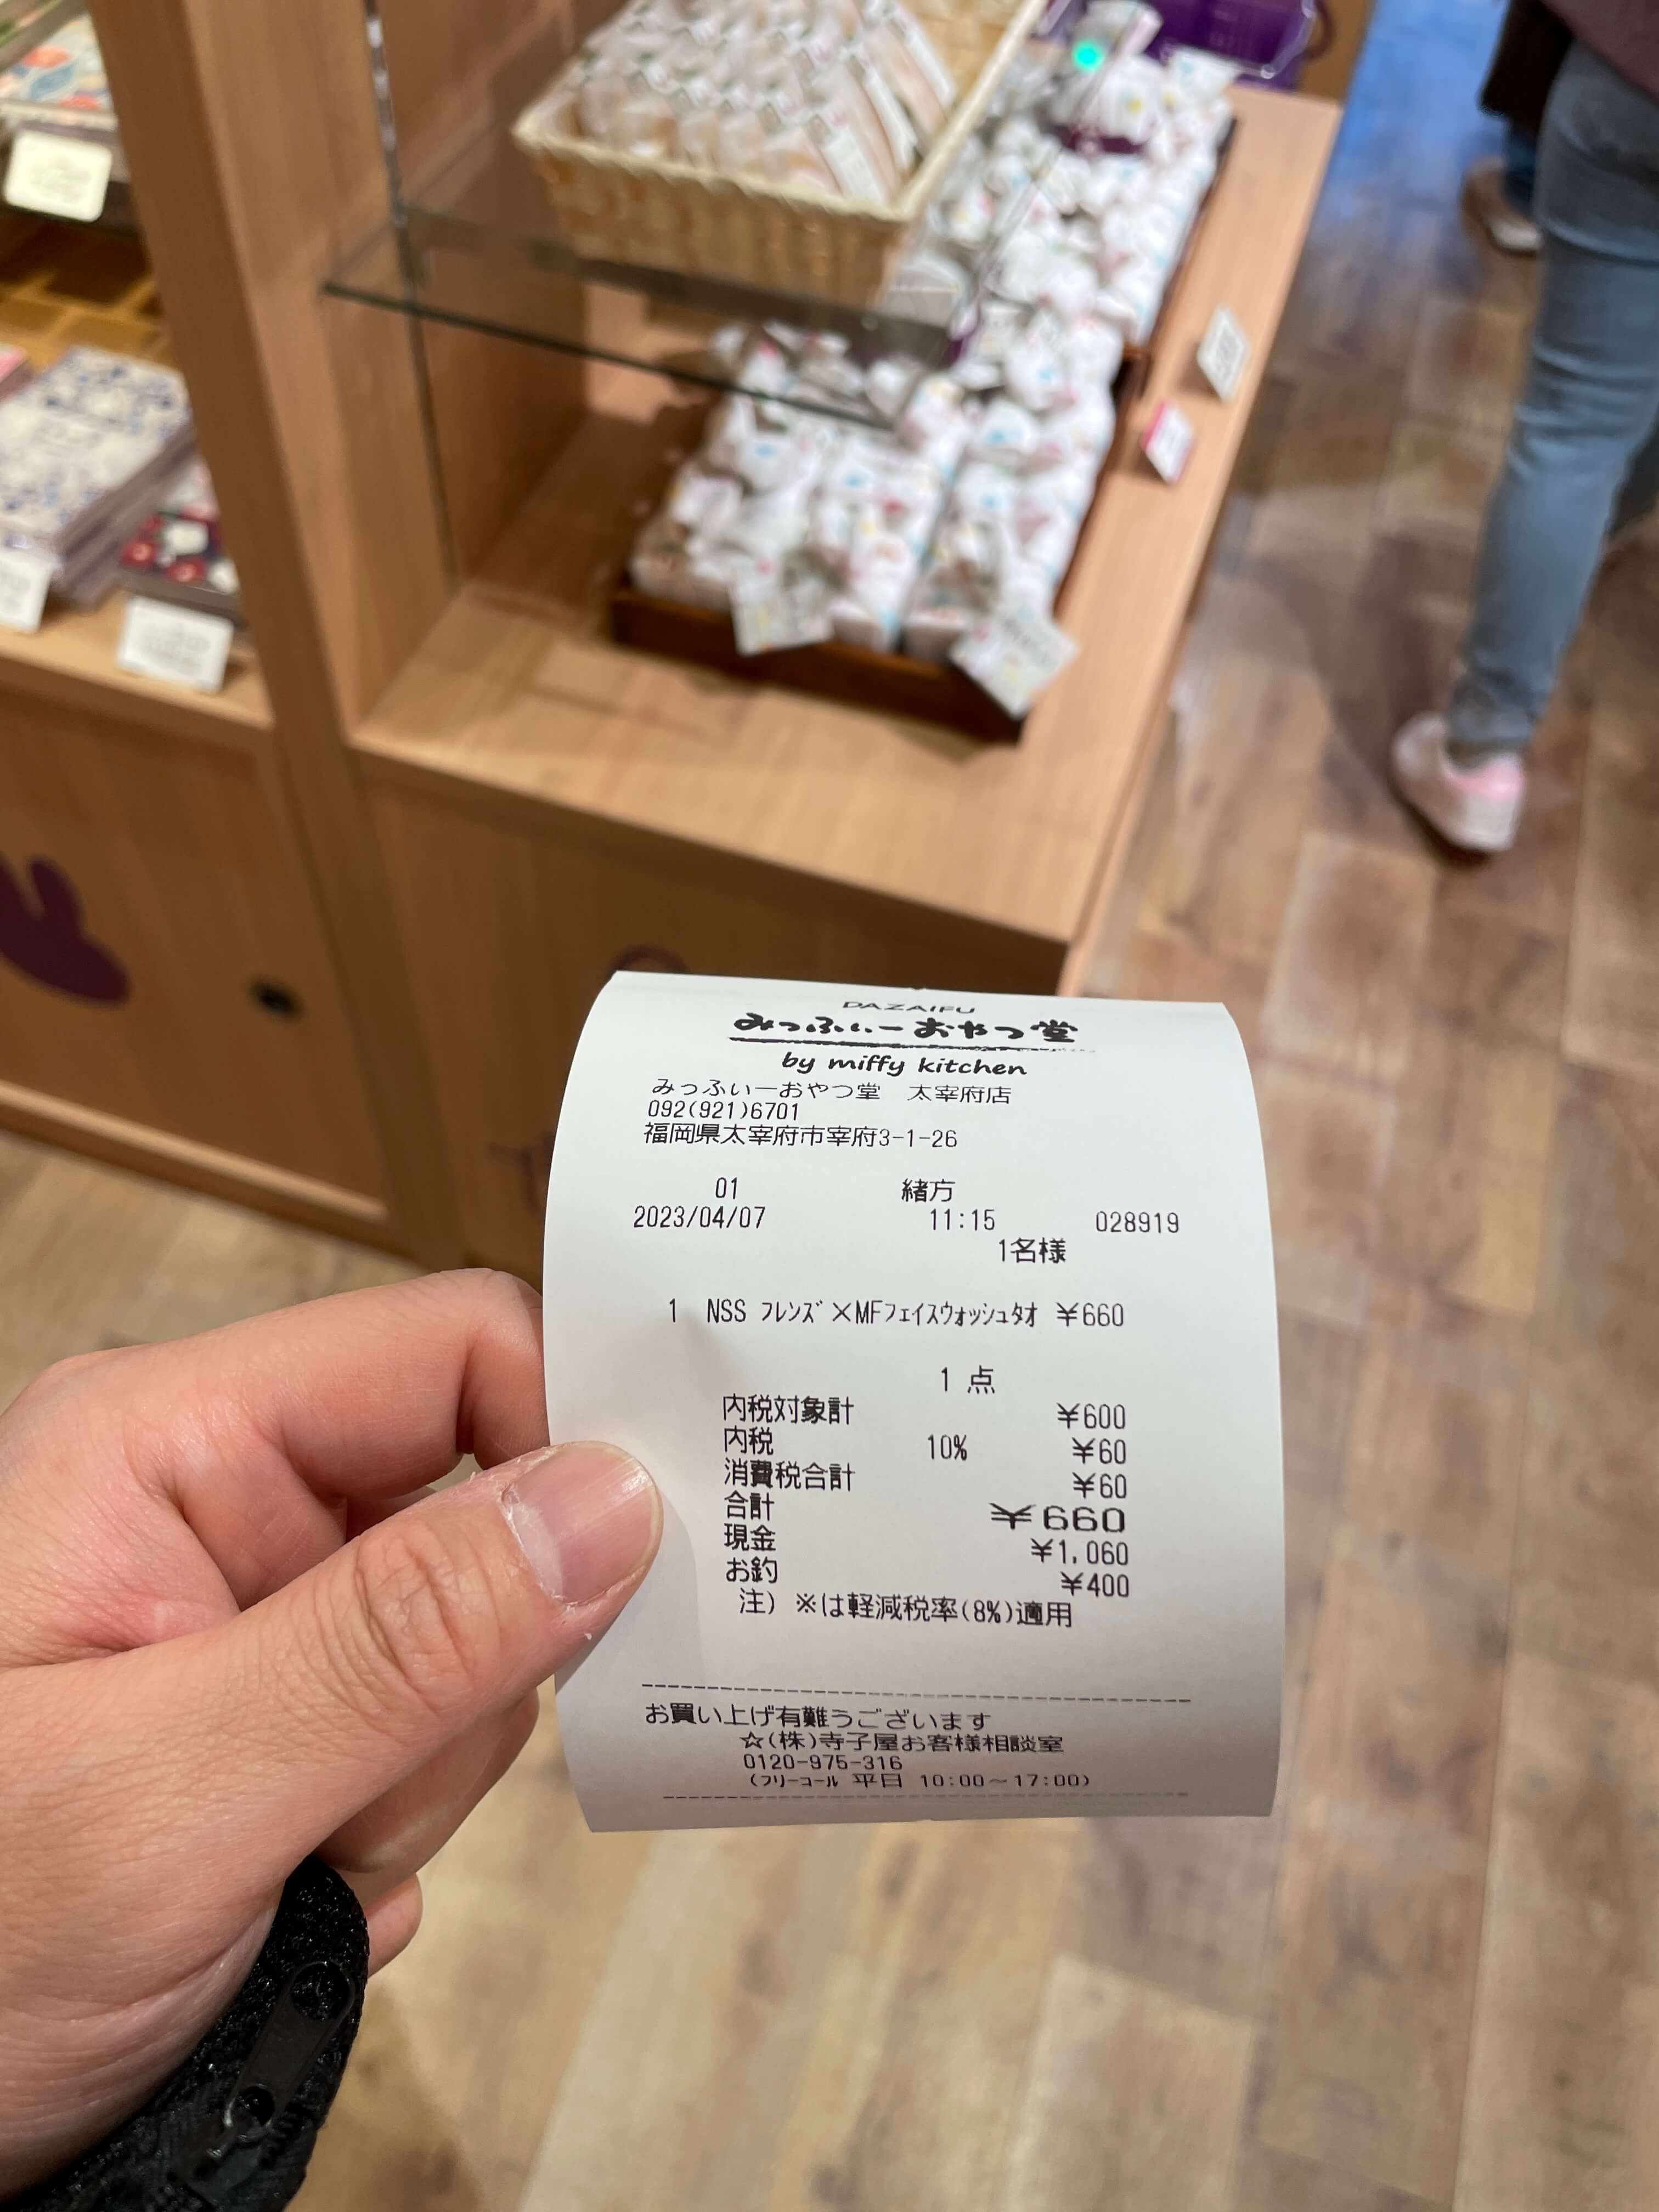 DAZAIFU
みっふぃーおやつ堂
by miffy kitchen
みっふぃーおやつ堂 太宰府店
092(921)6701
福岡県太宰府市宰府3-1-26
01 緒方
2023/04/07 11:15 028919
1名様
1 NSS フレンズ×MFフェイスウォッシュタオ ¥660
1 点
内税対象計 ¥600
内税 10% ¥60
消費税合計 ¥60
合計 ¥660
現金 ¥1,060
お釣 ¥400
注) ※は軽減税率(8%)適用
お買い上げ有難うございます
☆(株)寺子屋お客様相談室
0120-975-316
(フリーコール 平日 10:00～17:00)